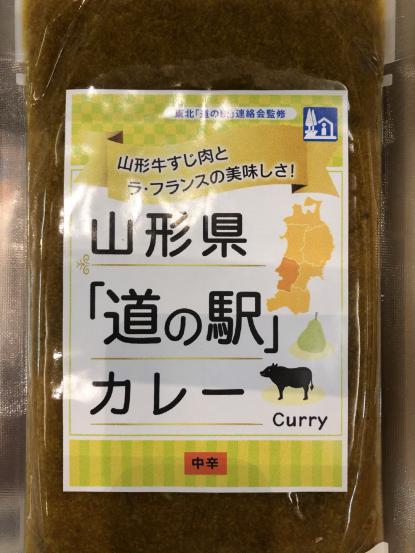 東北「道の駅」連絡会監修
山形牛すじ肉と
ラ・フランスの美味しさ!
山形県
「道の駅」
カレー
Curry
中辛